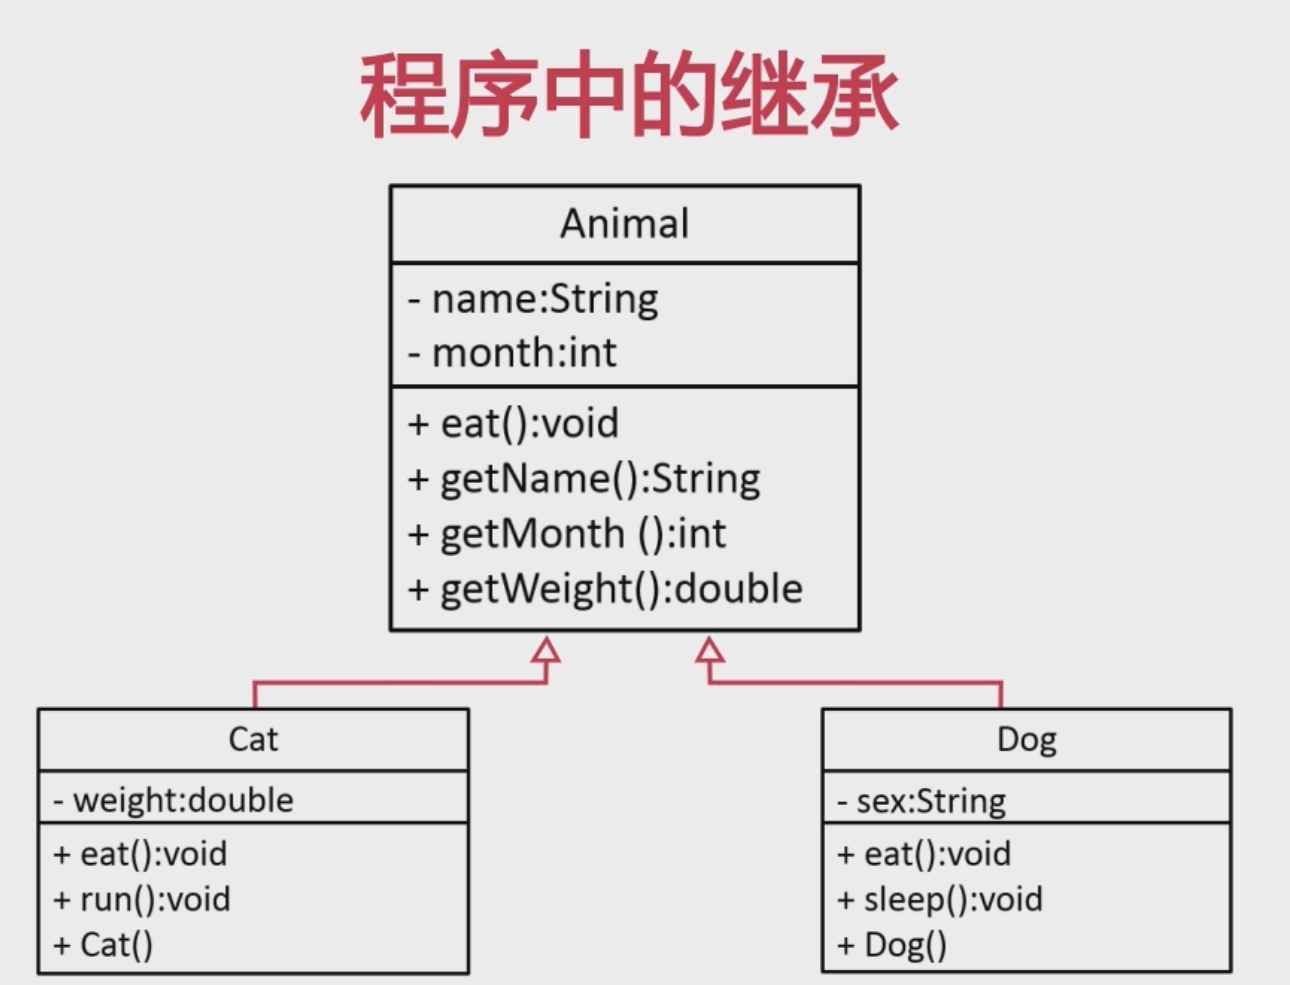 程序中的继承
Animal
- name:String
- month:int
+ eat():void
+ getName():String
+ getMonth ():int
+ getWeight():double
Cat
- weight:double
+ eat():void
+ run():void
+ Cat()
Dog
- sex:String
+ eat():void
+ sleep():void
+ Dog()